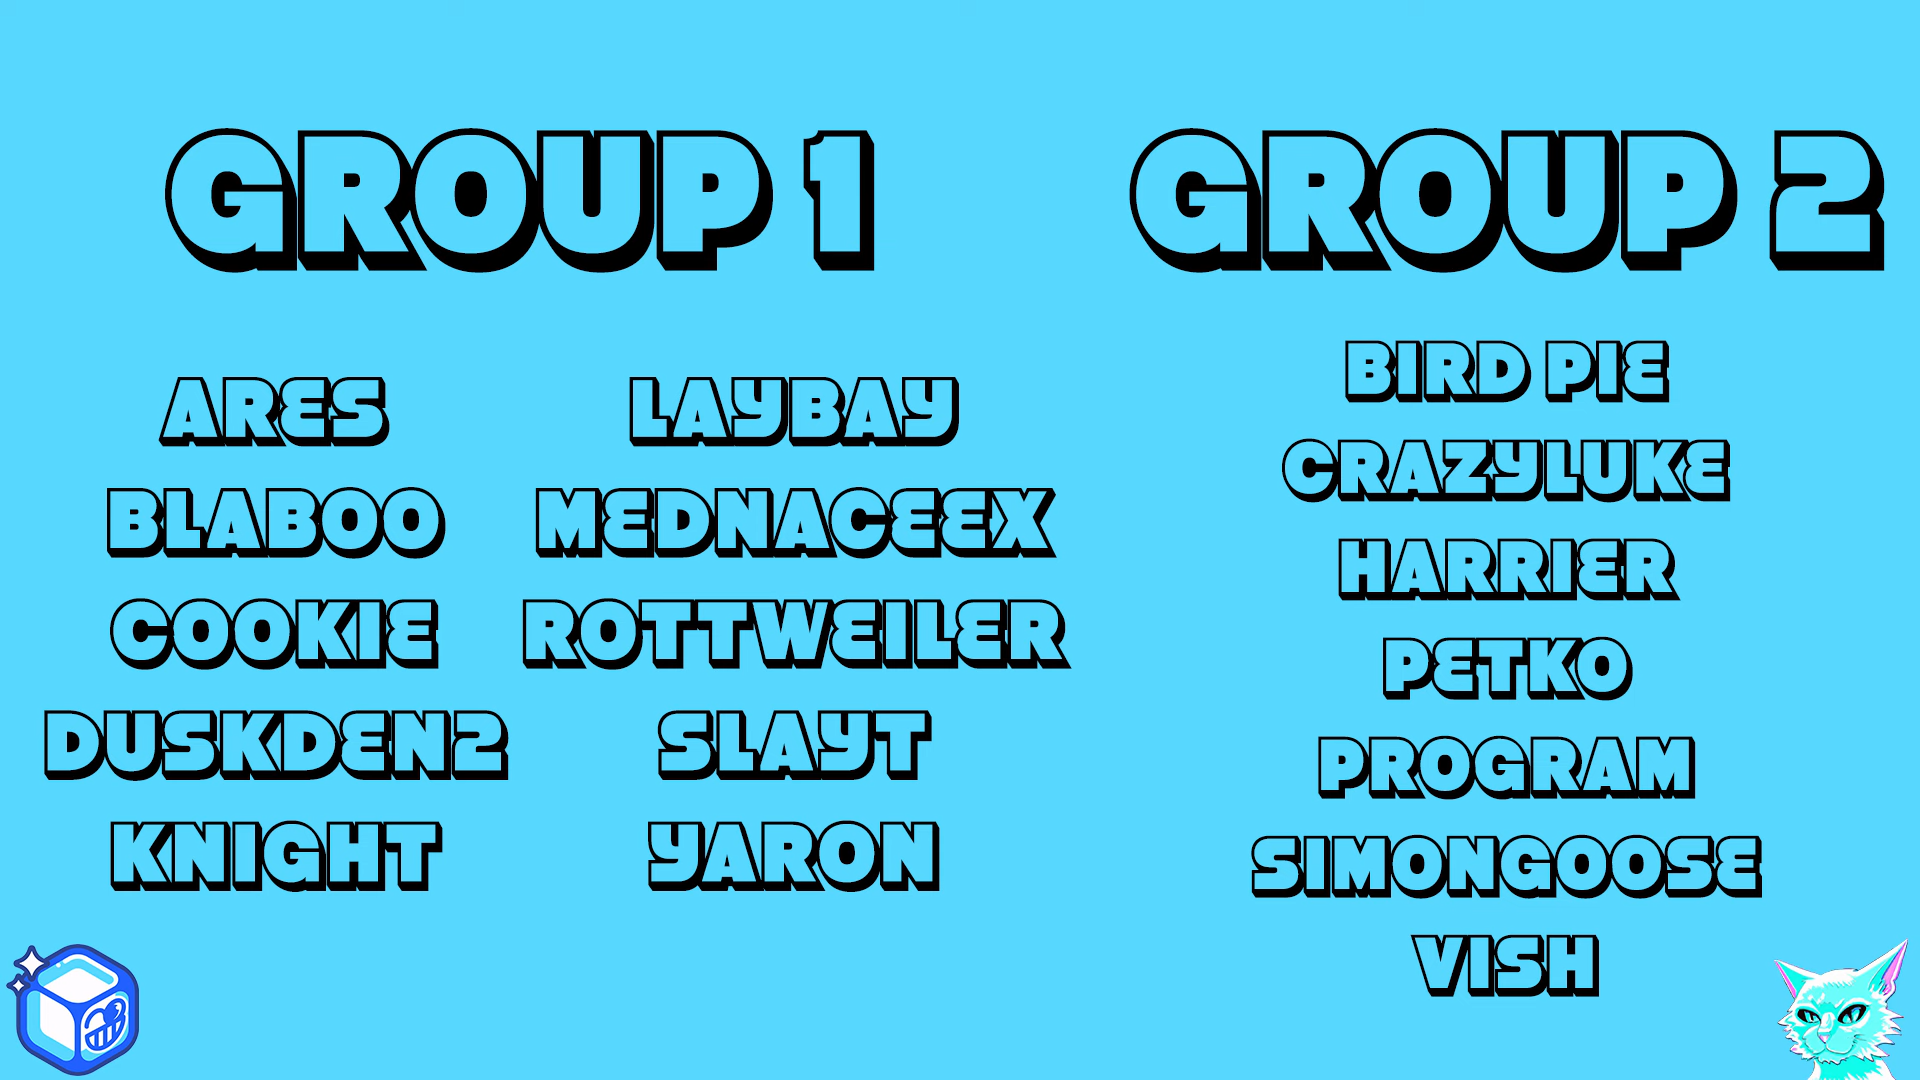 GROUP 1
ARES
BLABOO
COOKIE
DUSKDEN2
KNIGHT
LAYBAY
MEDNACEEX
ROTTWEILER
SLAYT
YARON
GROUP 2
BIRD PIE
CRAZYLUKE
HARRIER
PETKO
PROGRAM
SIMONGOOSE
VISH